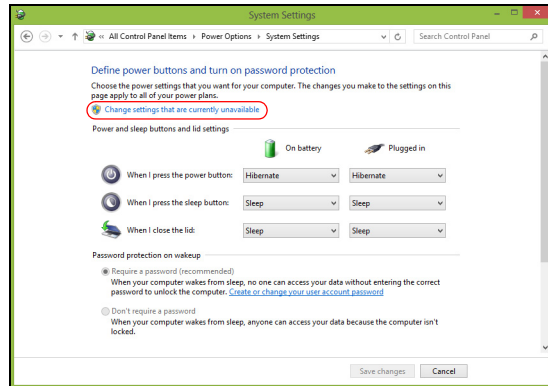 System Settings
« All Control Panel Items › Power Options › System Settings
Search Control Panel
Define power buttons and turn on password protection
Choose the power settings that you want for your computer. The changes you make to the settings on this
page apply to all of your power plans.
Change settings that are currently unavailable
Power and sleep buttons and lid settings
On battery Plugged in
When I press the power button: Hibernate Hibernate
When I press the sleep button: Sleep Sleep
When I close the lid: Sleep Sleep
Password protection on wakeup
Require a password (recommended)
When your computer wakes from sleep, no one can access your data without entering the correct
password to unlock the computer. Create or change your user account password
Don't require a password
When your computer wakes from sleep, anyone can access your data because the computer isn't
locked.
Save changes Cancel